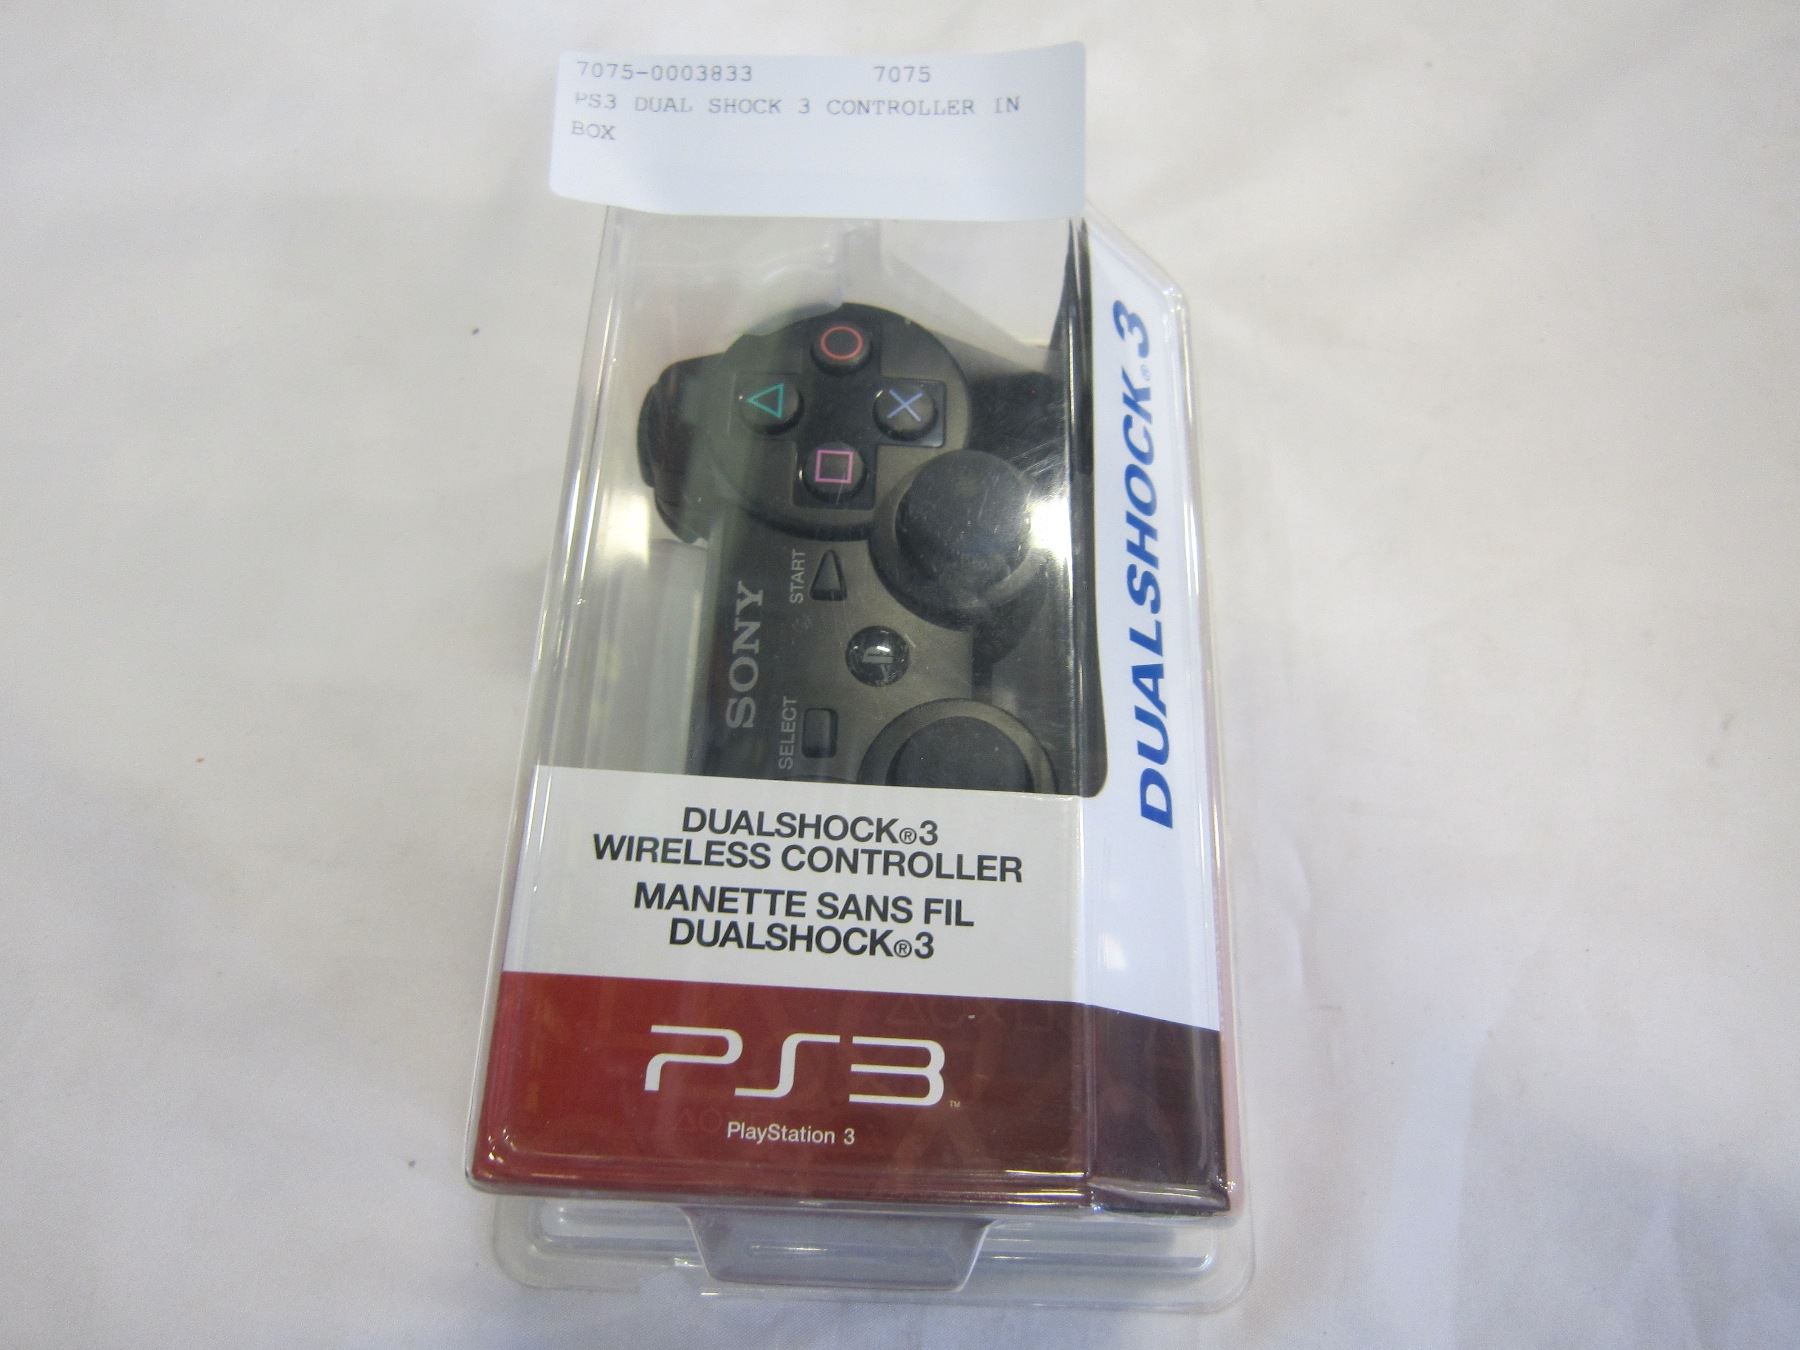 7075-0003833 7075
PS3 DUAL SHOCK 3 CONTROLLER IN
BOX
DUALSHOCK®3
START
SONY
SELECT
DUALSHOCK®3
WIRELESS CONTROLLER
MANETTE SANS FIL
DUALSHOCK®3
PS3™
PlayStation 3